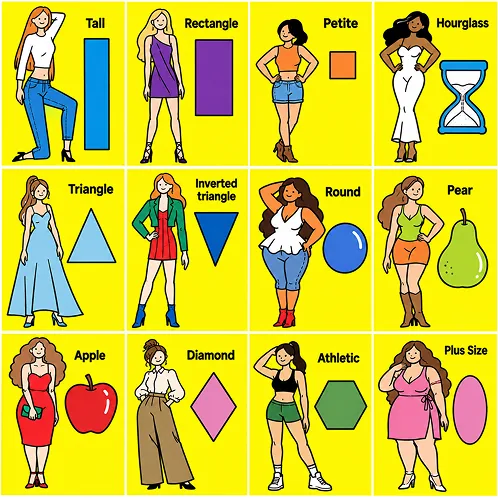 Tall
Rectangle
Petite
Hourglass
Triangle
Inverted
triangle
Round
Pear
Apple
Diamond
Athletic
Plus Size